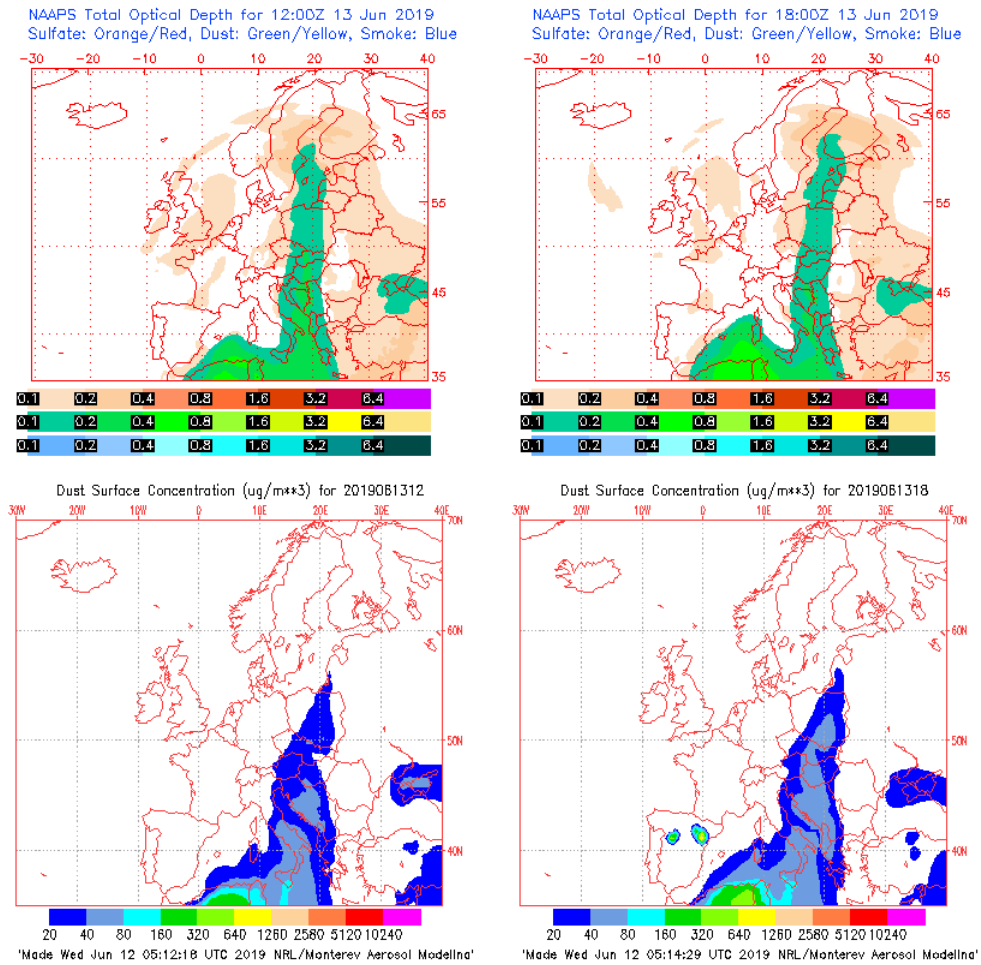 NAAPS Total Optical Depth for 12:00Z 13 Jun 2019
Sulfate: Orange/Red, Dust: Green/Yellow, Smoke: Blue
-30 -20 -10 0 10 20 30 40
65
55
45
35
0.1 0.2 0.4 0.8 1.6 3.2 6.4
0.1 0.2 0.4 0.8 1.6 3.2 6.4
0.1 0.2 0.4 0.8 1.6 3.2 6.4
NAAPS Total Optical Depth for 18:00Z 13 Jun 2019
Sulfate: Orange/Red, Dust: Green/Yellow, Smoke: Blue
-30 -20 -10 0 10 20 30 40
65
55
45
35
0.1 0.2 0.4 0.8 1.6 3.2 6.4
0.1 0.2 0.4 0.8 1.6 3.2 6.4
0.1 0.2 0.4 0.8 1.6 3.2 6.4
Dust Surface Concentration (ug/m**3) for 2019061312
30W 20W 10W 0 10E 20E 30E 40E
70N
60N
50N
40N
20 40 80 160 320 640 1260 2580 5120 10240
'Made Wed Jun 12 05:12:18 UTC 2019 NRL/Monterey Aerosol Modeling'
Dust Surface Concentration (ug/m**3) for 2019061318
30W 20W 10W 0 10E 20E 30E 40E
70N
60N
50N
40N
20 40 80 160 320 640 1260 2580 5120 10240
'Made Wed Jun 12 05:14:29 UTC 2019 NRL/Monterey Aerosol Modeling'